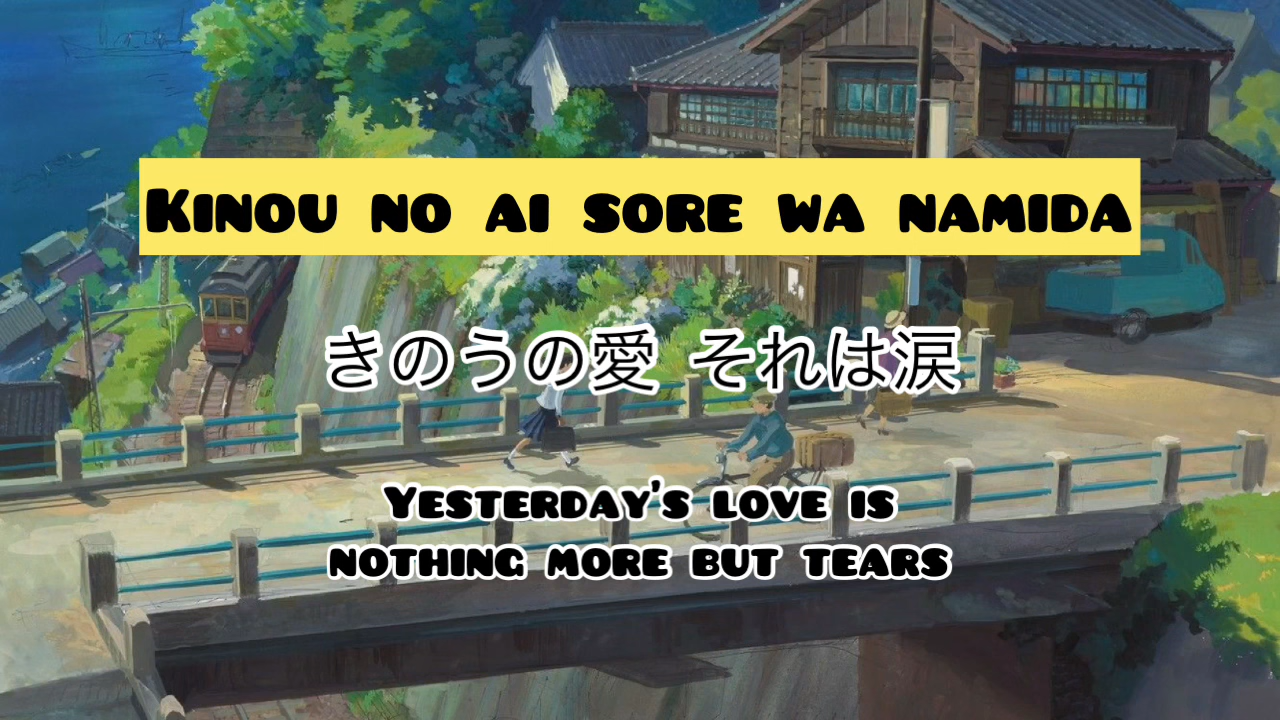 Kinou no ai sore wa namida
きのうの愛 それは涙
Yesterday's love is
nothing more but tears